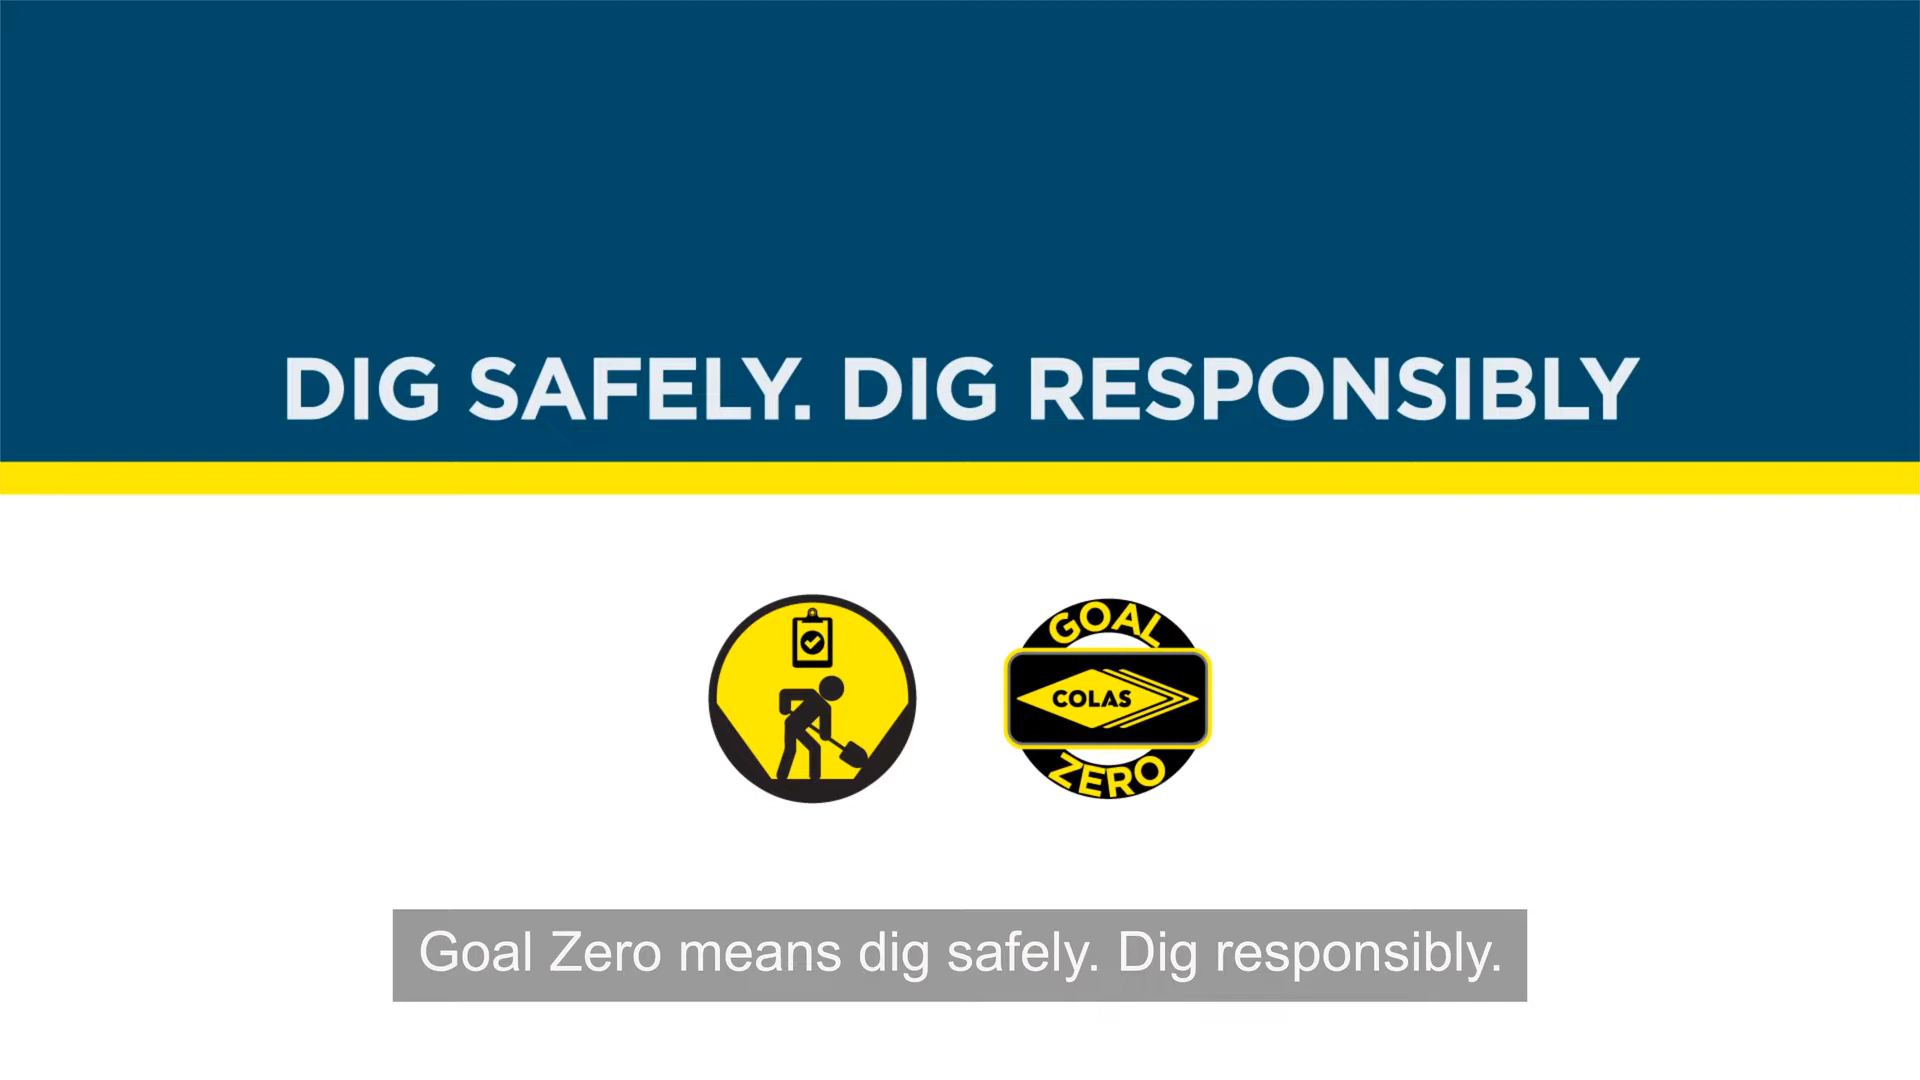 DIG SAFELY. DIG RESPONSIBLY
GOAL
COLAS
ZERO
Goal Zero means dig safely. Dig responsibly.